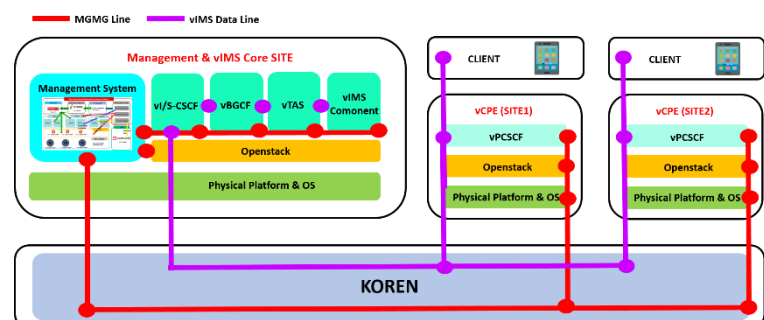 MGMG Line
vIMS Data Line
Management & vIMS Core SITE
Management System
vI/S-CSCF
vBGCF
vTAS
vIMS
Comonent
Openstack
Physical Platform & OS
CLIENT
vCPE (SITE1)
vPCSCF
Openstack
Physical Platform & OS
CLIENT
vCPE (SITE2)
vPCSCF
Openstack
Physical Platform & OS
KOREN